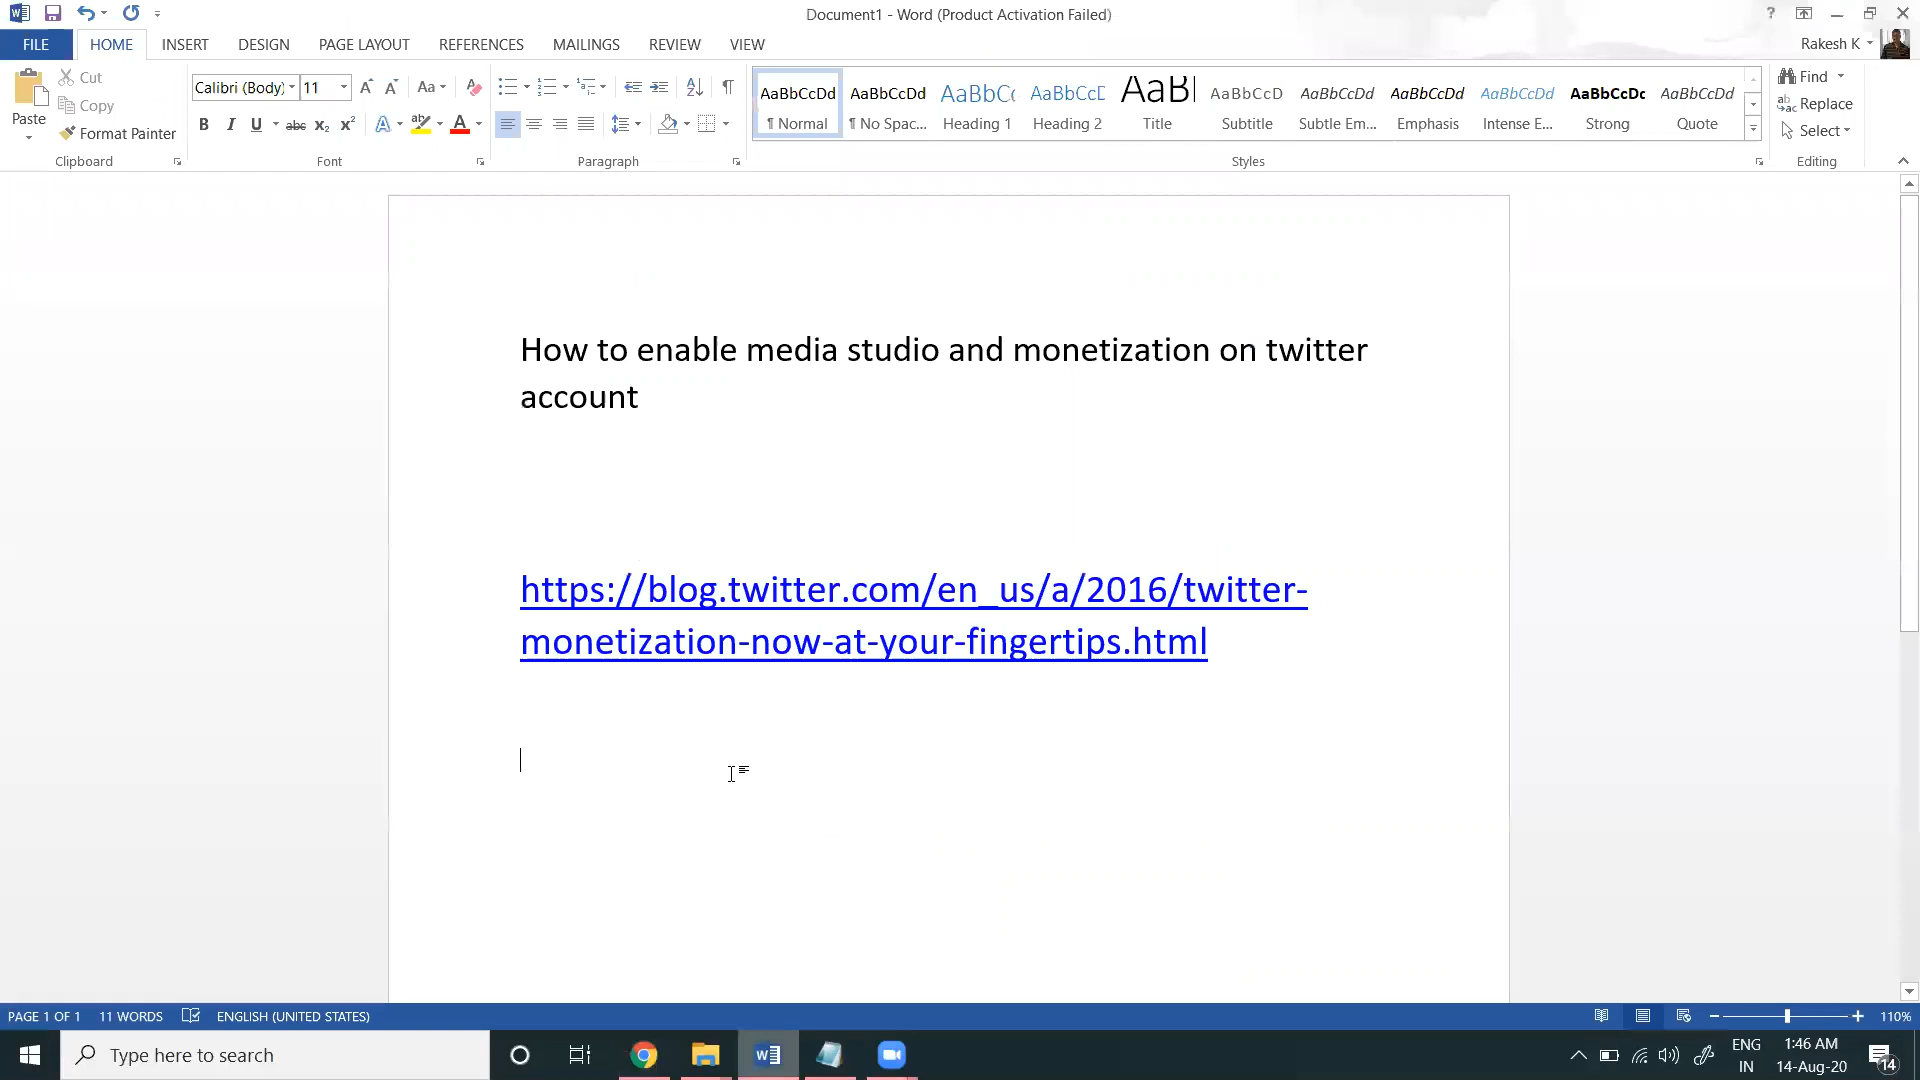 Document1 - Word (Product Activation Failed)
?
FILE HOME INSERT DESIGN PAGE LAYOUT REFERENCES MAILINGS REVIEW VIEW
Rakesh K
Paste
Cut
Copy
Format Painter
Clipboard
Calibri (Body) 11
Font
Paragraph
AaBbCcDd AaBbCcDd AaBbC( AaBbCcD AaBl AaBbCcD AaBbCcDd AaBbCcDd AaBbCcDd AaBbCcDc AaBbCcDd
¶ Normal ¶ No Spac... Heading 1 Heading 2 Title Subtitle Subtle Em... Emphasis Intense E... Strong Quote
Styles
Find
Replace
Select
Editing
How to enable media studio and monetization on twitter
account
https://blog.twitter.com/en_us/a/2016/twitter-
monetization-now-at-your-fingertips.html
PAGE 1 OF 1 11 WORDS ENGLISH (UNITED STATES)
110%
Type here to search
ENG
IN
1:46 AM
14-Aug-20
14